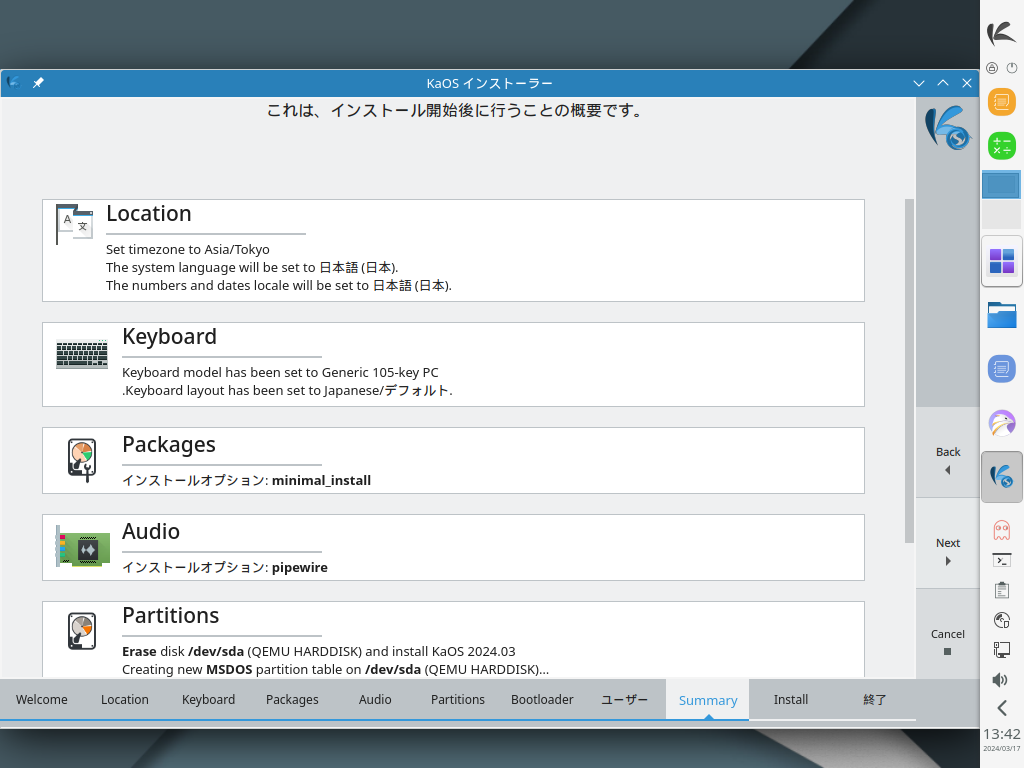 KaOS インストーラー
これは、インストール開始後に行うことの概要です。
Location
Set timezone to Asia/Tokyo
The system language will be set to 日本語 (日本).
The numbers and dates locale will be set to 日本語 (日本).
Keyboard
Keyboard model has been set to Generic 105-key PC
.Keyboard layout has been set to Japanese/デフォルト.
Packages
インストールオプション: minimal_install
Audio
インストールオプション: pipewire
Partitions
Erase disk /dev/sda (QEMU HARDDISK) and install KaOS 2024.03
Creating new MSDOS partition table on /dev/sda (QEMU HARDDISK)...
Back
Next
Cancel
Welcome Location Keyboard Packages Audio Partitions Bootloader ユーザー Summary Install 終了
13:42
2024/03/17